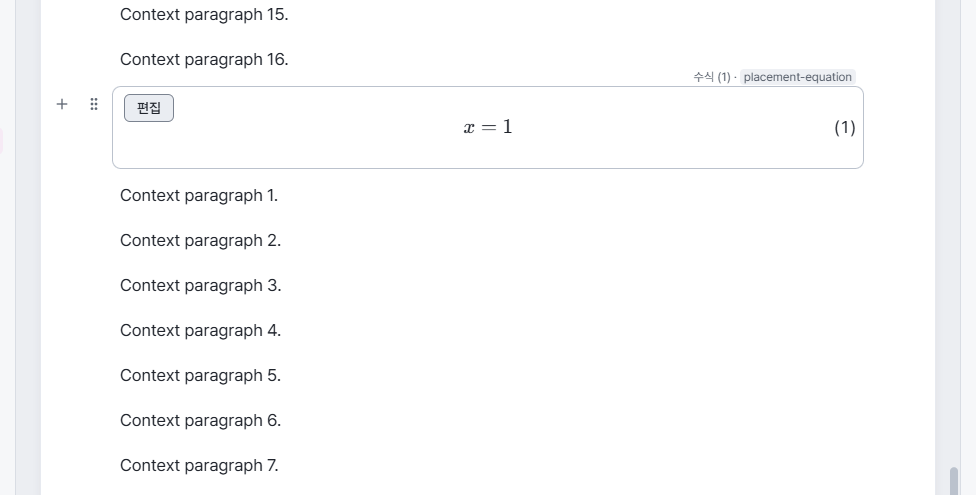 Context paragraph 15.
Context paragraph 16.
수식 (1) · placement-equation
편집
x = 1 (1)
Context paragraph 1.
Context paragraph 2.
Context paragraph 3.
Context paragraph 4.
Context paragraph 5.
Context paragraph 6.
Context paragraph 7.